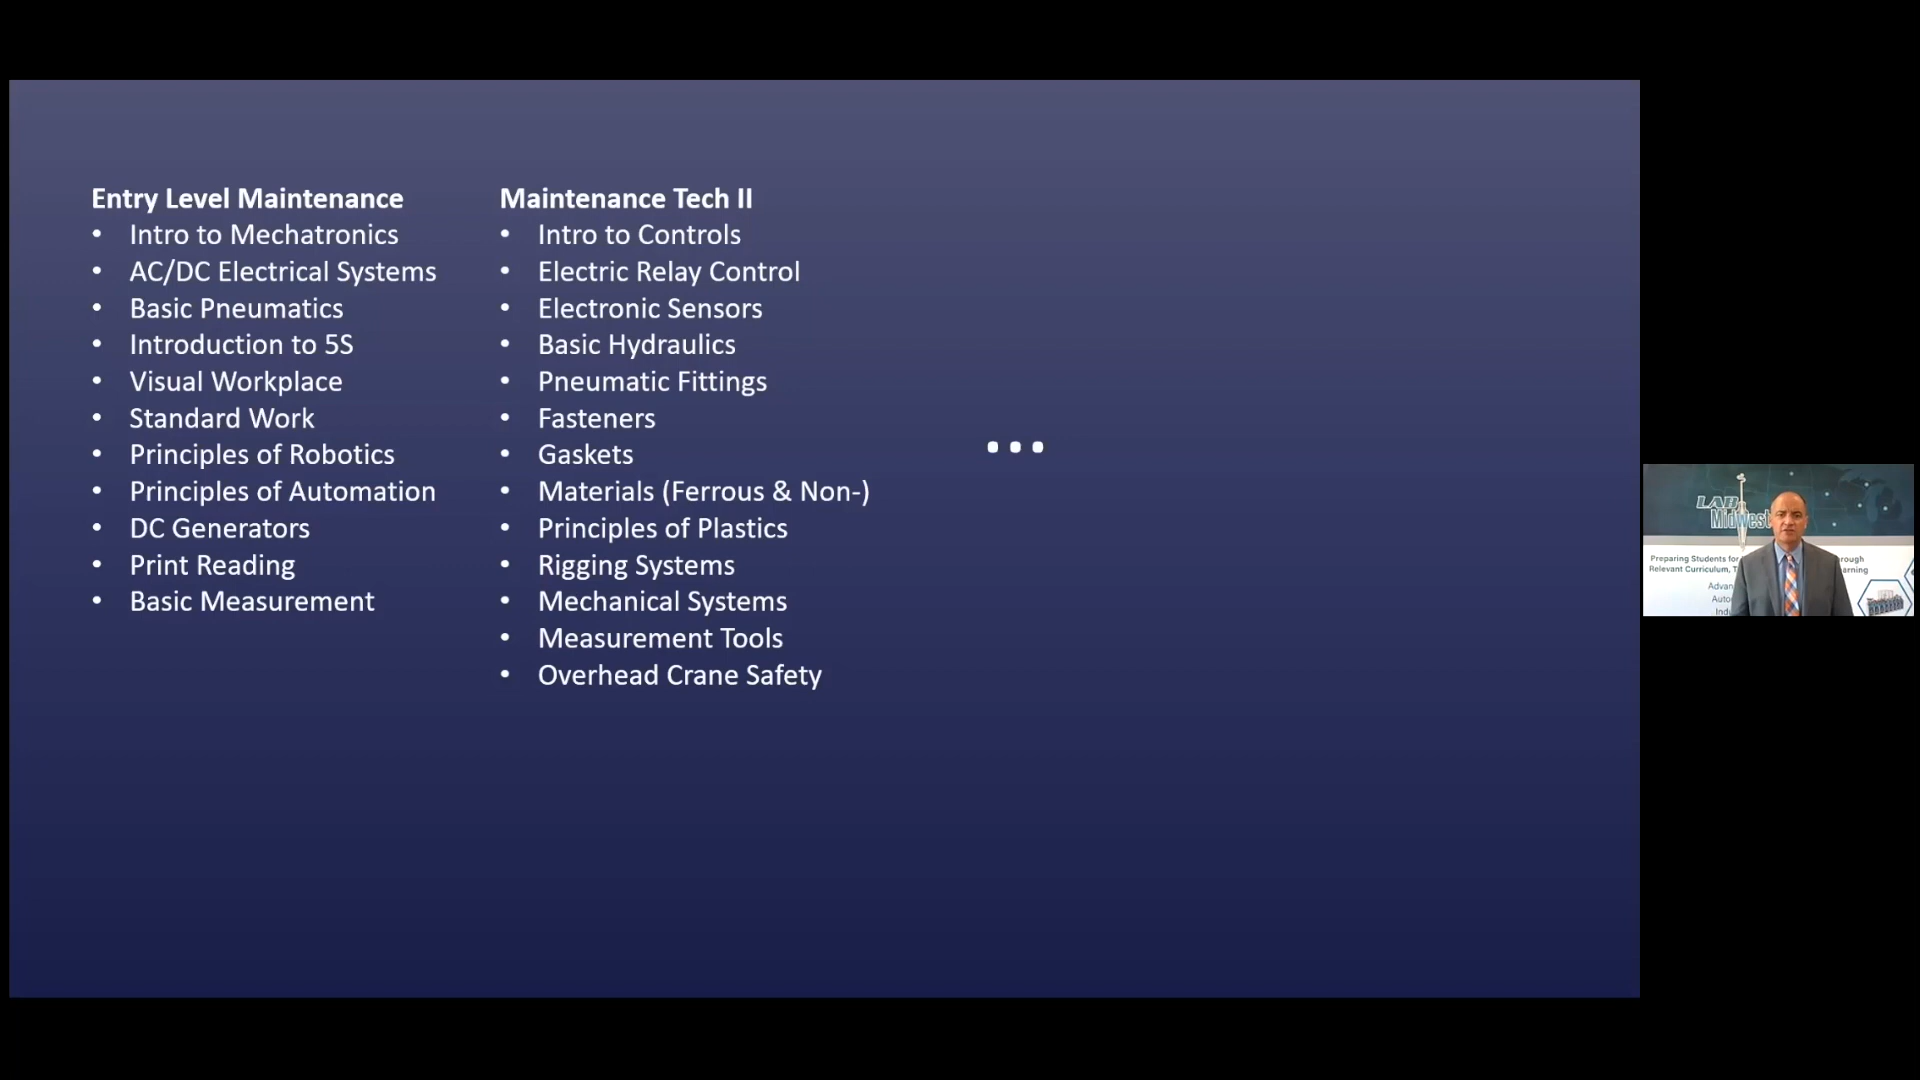 Entry Level Maintenance
• Intro to Mechatronics
• AC/DC Electrical Systems
• Basic Pneumatics
• Introduction to 5S
• Visual Workplace
• Standard Work
• Principles of Robotics
• Principles of Automation
• DC Generators
• Print Reading
• Basic Measurement
Maintenance Tech II
• Intro to Controls
• Electric Relay Control
• Electronic Sensors
• Basic Hydraulics
• Pneumatic Fittings
• Fasteners
• Gaskets
• Materials (Ferrous & Non-)
• Principles of Plastics
• Rigging Systems
• Mechanical Systems
• Measurement Tools
• Overhead Crane Safety
...
LAB
Midwest
Preparing Students for
Relevant Curriculum,